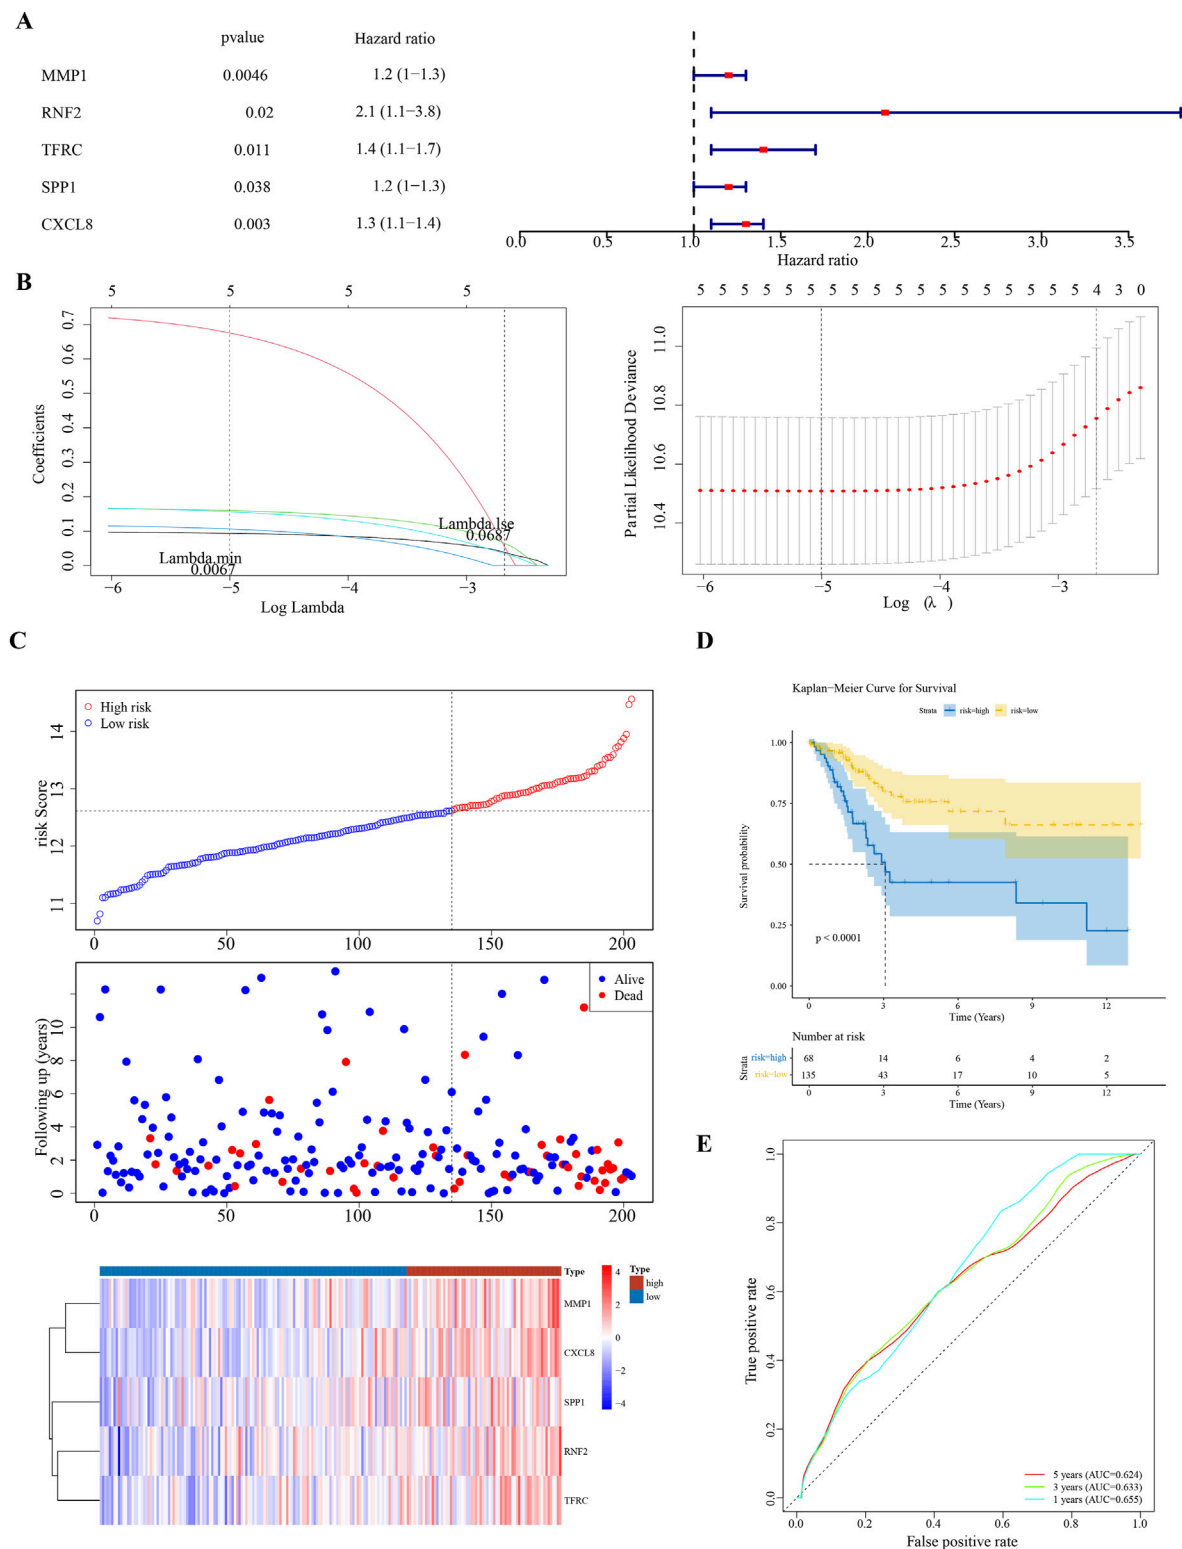 A
pvalue Hazard ratio
MMP1 0.0046 1.2 (1−1.3)
RNF2 0.02 2.1 (1.1−3.8)
TFRC 0.011 1.4 (1.1−1.7)
SPP1 0.038 1.2 (1−1.3)
CXCL8 0.003 1.3 (1.1−1.4)
0.0 0.5 1.0 1.5 2.0 2.5 3.0 3.5
Hazard ratio
B
5 5 5 5
0.7
0.6
0.5
0.4
0.3
0.2
0.1
0.0
Coefficients
Lambda.lse
0.0687
Lambda.min
0.0067
−6 −5 −4 −3
Log Lambda
5 5 5 5 5 5 5 5 5 5 5 5 5 5 5 5 5 4 3 0
11.0
10.8
10.6
10.4
Partial Likelihood Deviance
−6 −5 −4 −3
Log (λ)
C
High risk
Low risk
14
13
12
11
risk Score
0 50 100 150 200
Alive
Dead
10
8
6
4
2
0
Following up (years)
0 50 100 150 200
Type
MMP1
CXCL8
SPP1
RNF2
TFRC
4
2
0
−2
−4
Type
high
low
D
Kaplan−Meier Curve for Survival
Strata risk=high risk=low
1.00
0.75
0.50
0.25
0.00
Survival probability
p < 0.0001
0 3 6 9 12
Time (Years)
Number at risk
Strata
risk=high 68 14 6 4 2
risk=low 135 43 17 10 5
0 3 6 9 12
Time (Years)
E
1.0
0.8
0.6
0.4
0.2
0.0
True positive rate
5 years (AUC=0.624)
3 years (AUC=0.633)
1 years (AUC=0.655)
0.0 0.2 0.4 0.6 0.8 1.0
False positive rate